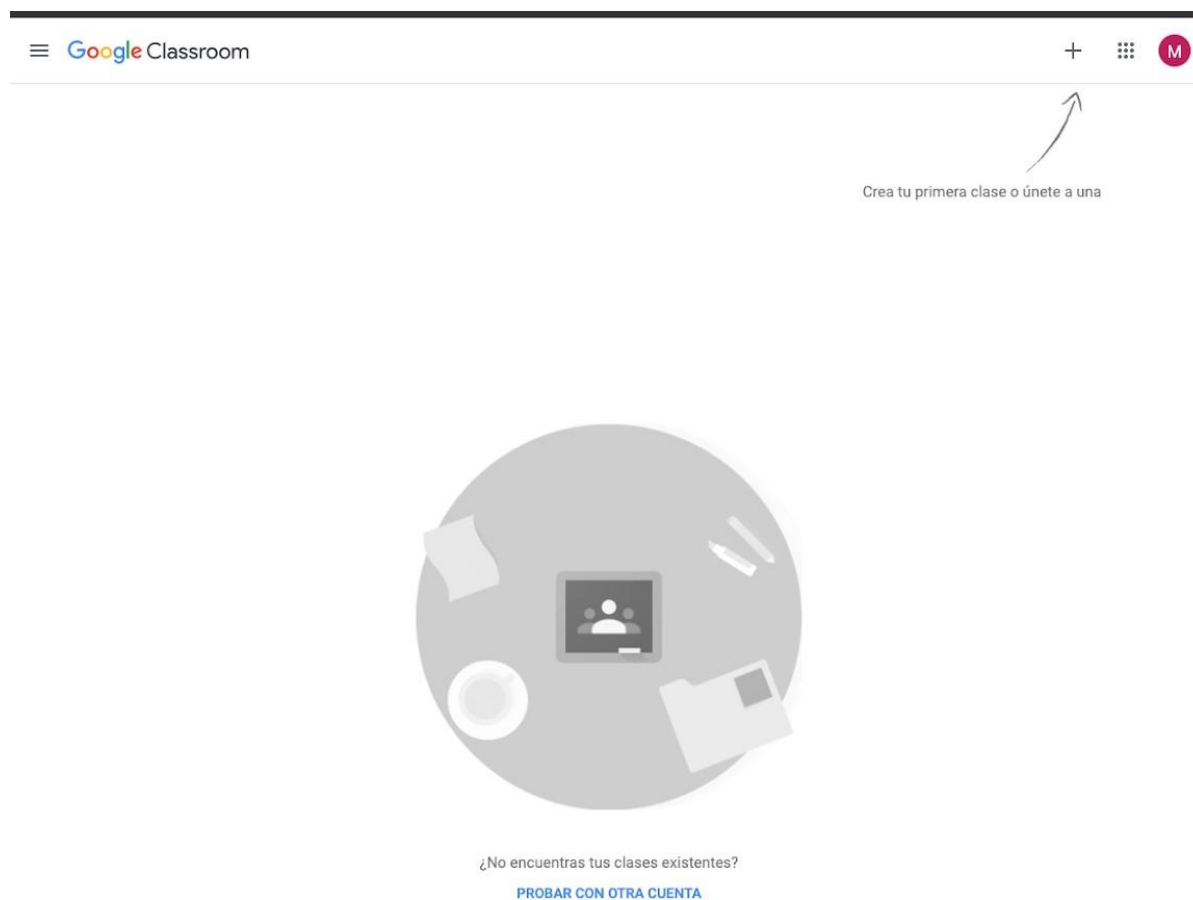 Google Classroom
M
Crea tu primera clase o únete a una
¿No encuentras tus clases existentes?
PROBAR CON OTRA CUENTA